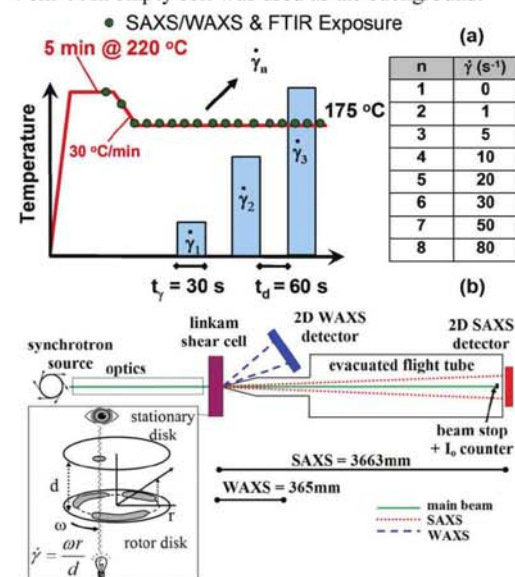 ● SAXS/WAXS & FTIR Exposure
(a)
5 min @ 220 °C
γ̇n
175 °C
30 °C/min
Temperature
γ̇1
γ̇2
γ̇3
tγ = 30 s
td = 60 s
n γ̇ (s-1)
1 0
2 1
3 5
4 10
5 20
6 30
7 50
8 80
(b)
linkam
shear cell
2D WAXS
detector
2D SAXS
detector
synchrotron
source
optics
evacuated flight tube
beam stop
+ I₀ counter
stationary
disk
d
r
ω
rotor disk
γ̇ = ωr/d
SAXS = 3663mm
WAXS = 365mm
main beam
SAXS
WAXS